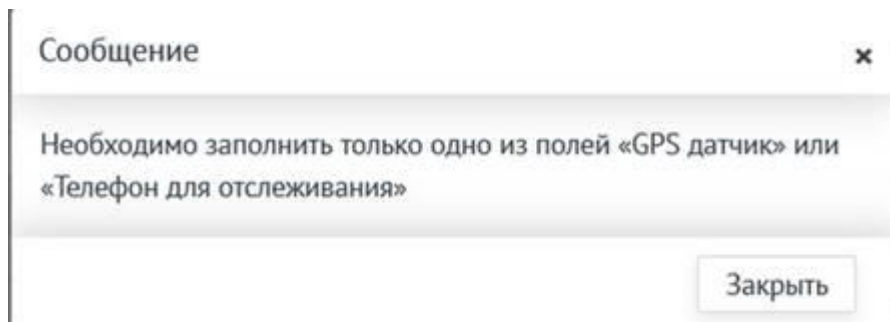 Сообщение
Необходимо заполнить только одно из полей «GPS датчик» или
«Телефон для отслеживания»
Закрыть